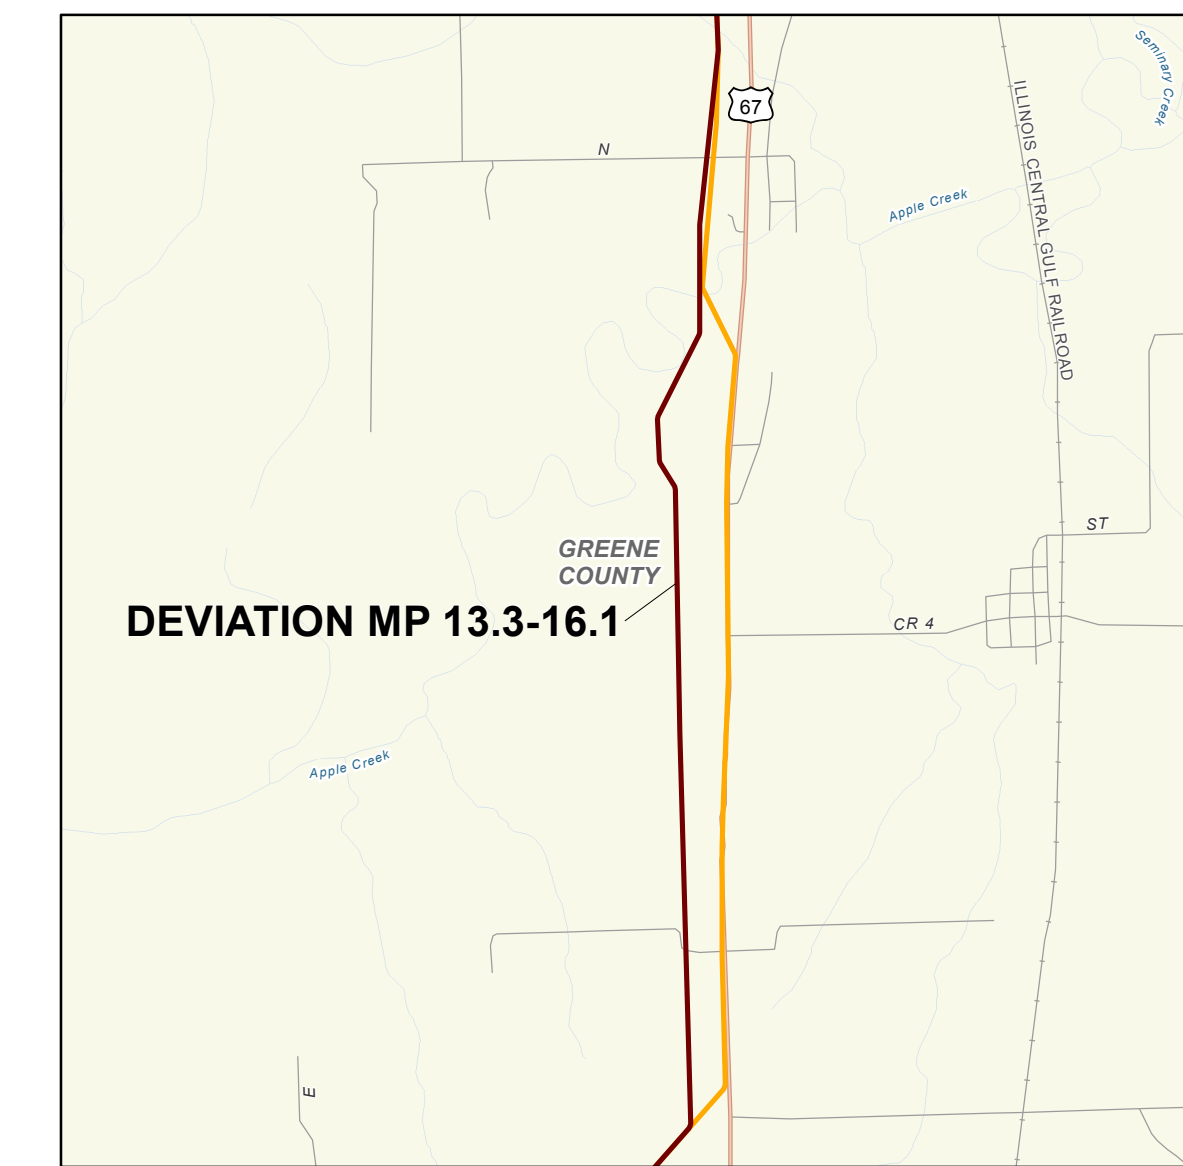 Seminary Creek
67
ILLINOIS CENTRAL GULF RAILROAD
N
Apple Creek
ST
GREENE
COUNTY
DEVIATION MP 13.3-16.1
CR 4
Apple Creek
E